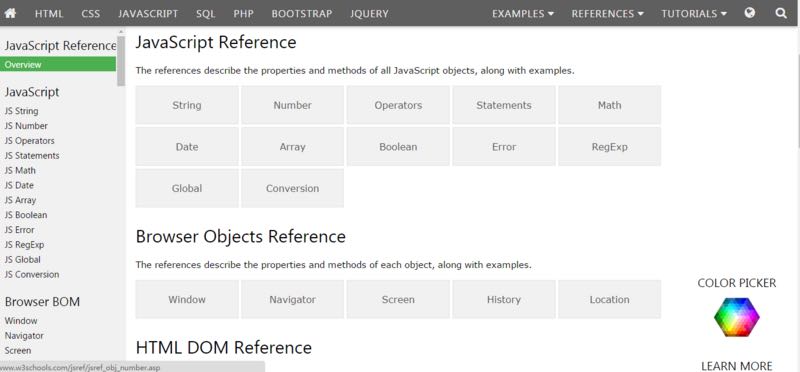 HTML CSS JAVASCRIPT SQL PHP BOOTSTRAP JQUERY EXAMPLES REFERENCES TUTORIALS
JavaScript Reference
Overview
JavaScript
JS String
JS Number
JS Operators
JS Statements
JS Math
JS Date
JS Array
JS Boolean
JS Error
JS RegExp
JS Global
JS Conversion
Browser BOM
Window
Navigator
Screen
www.w3schools.com/jsref/jsref_obj_number.asp
JavaScript Reference
The references describe the properties and methods of all JavaScript objects, along with examples.
String Number Operators Statements Math
Date Array Boolean Error RegExp
Global Conversion
Browser Objects Reference
The references describe the properties and methods of each object, along with examples.
Window Navigator Screen History Location
HTML DOM Reference
COLOR PICKER
LEARN MORE